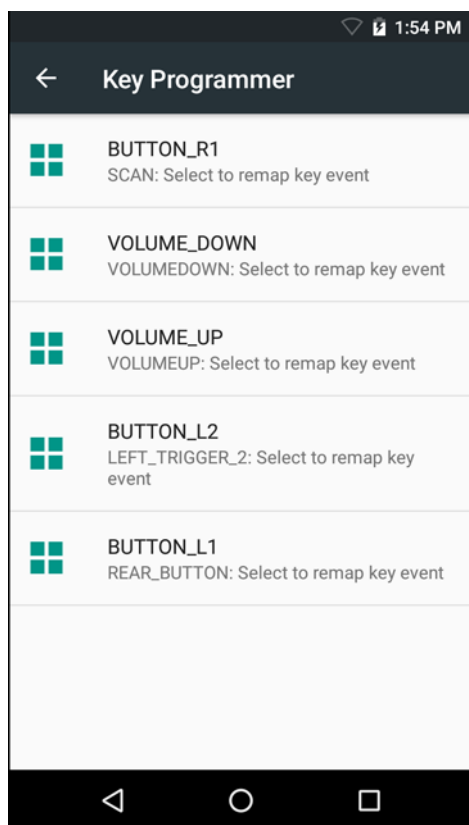 1:54 PM
Key Programmer
BUTTON_R1
SCAN: Select to remap key event
VOLUME_DOWN
VOLUMEDOWN: Select to remap key event
VOLUME_UP
VOLUMEUP: Select to remap key event
BUTTON_L2
LEFT_TRIGGER_2: Select to remap key
event
BUTTON_L1
REAR_BUTTON: Select to remap key event